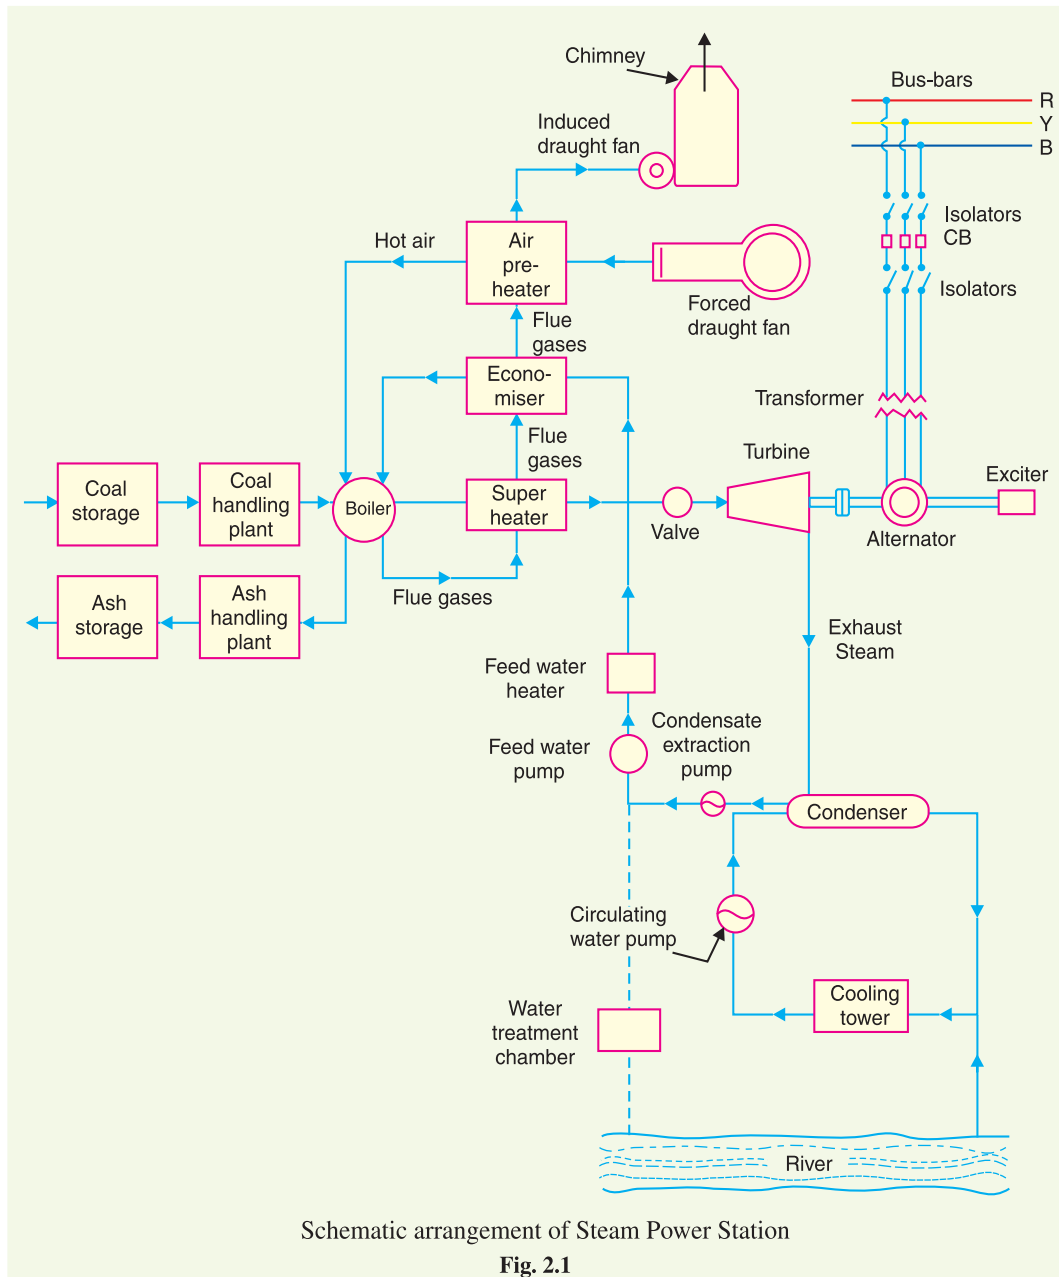 Chimney
Bus-bars
R
Y
B
Induced
draught fan
Isolators
CB
Isolators
Hot air
Air
pre-
heater
Forced
draught fan
Flue
gases
Econo-
miser
Transformer
Flue
gases
Turbine
Exciter
Coal
storage
Coal
handling
plant
Boiler
Super
heater
Valve
Alternator
Ash
storage
Ash
handling
plant
Flue gases
Exhaust
Steam
Feed water
heater
Condensate
extraction
pump
Feed water
pump
Condenser
Circulating
water pump
Cooling
tower
Water
treatment
chamber
River
Schematic arrangement of Steam Power Station
Fig. 2.1